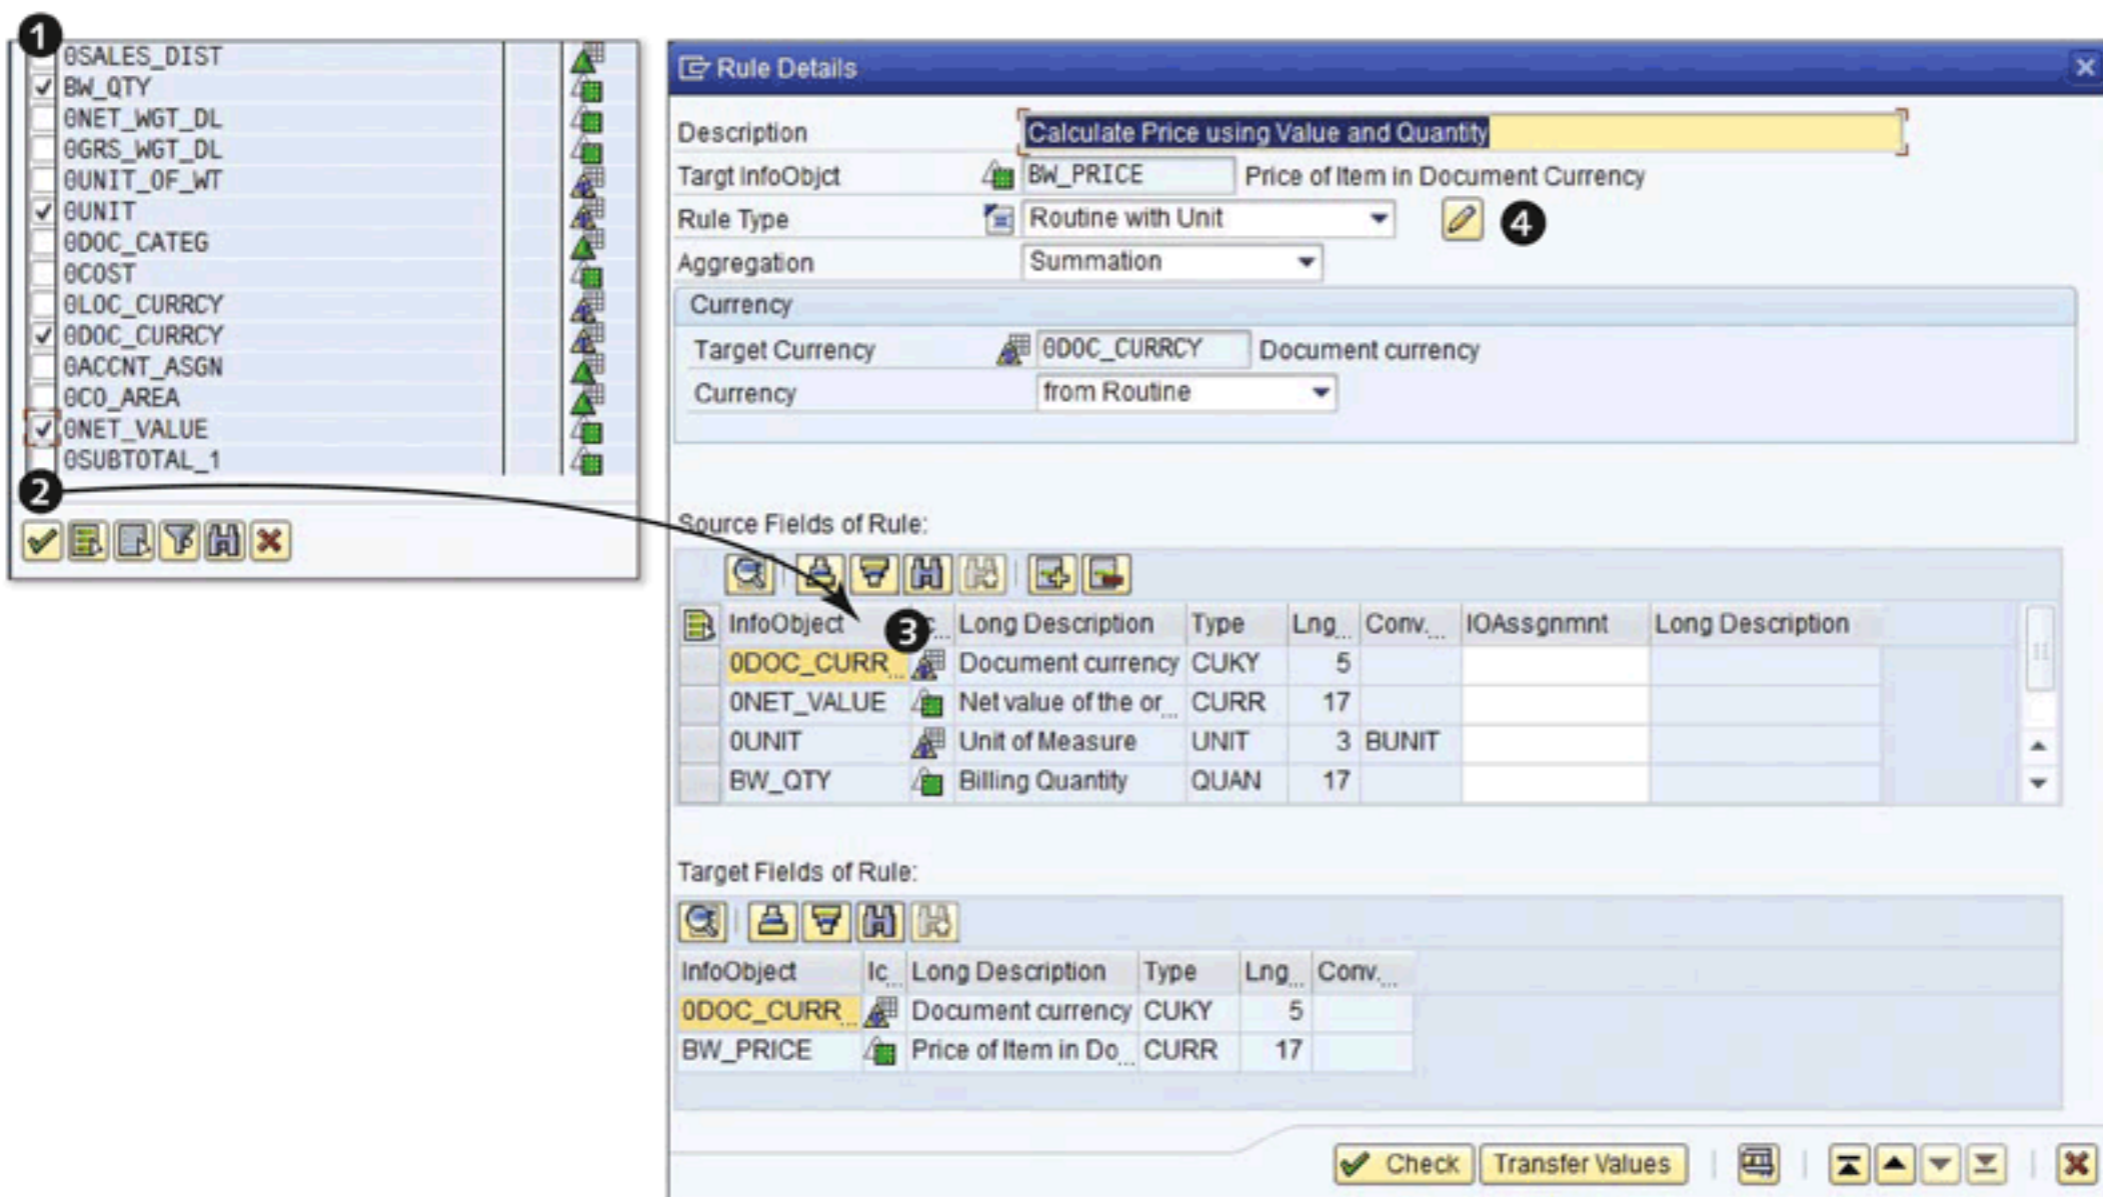 1
0SALES_DIST
BW_QTY
0NET_WGT_DL
0GRS_WGT_DL
0UNIT_OF_WT
0UNIT
0DOC_CATEG
0COST
0LOC_CURRCY
0DOC_CURRCY
0ACCNT_ASGN
0CO_AREA
0NET_VALUE
0SUBTOTAL_1
2
Rule Details
Description Calculate Price using Value and Quantity
Targt InfoObjct BW_PRICE Price of Item in Document Currency
Rule Type Routine with Unit 4
Aggregation Summation
Currency
Target Currency 0DOC_CURRCY Document currency
Currency from Routine
Source Fields of Rule:
InfoObject 3 c... Long Description Type Lng... Conv... IOAssgnmnt Long Description
0DOC_CURR... Document currency CUKY 5
0NET_VALUE Net value of the or... CURR 17
0UNIT Unit of Measure UNIT 3 BUNIT
BW_QTY Billing Quantity QUAN 17
Target Fields of Rule:
InfoObject Ic... Long Description Type Lng... Conv...
0DOC_CURR... Document currency CUKY 5
BW_PRICE Price of Item in Do... CURR 17
Check Transfer Values